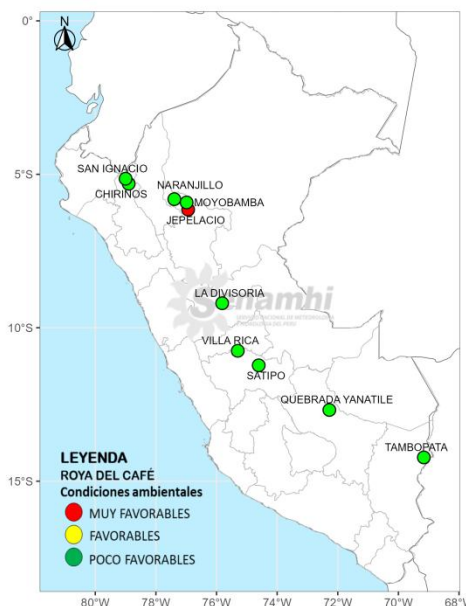 N
0°
SAN IGNACIO
5°S
CHIRINOS
NARANJILLO
MOYOBAMBA
JEPELACIO
LA DIVISORIA
Senamhi
10°S
VILLA RICA
SATIPO
QUEBRADA YANATILE
TAMBOPATA
15°S
LEYENDA
ROYA DEL CAFÉ
Condiciones ambientales
MUY FAVORABLES
FAVORABLES
POCO FAVORABLES
80°W 78°W 76°W 74°W 72°W 70°W 68°W